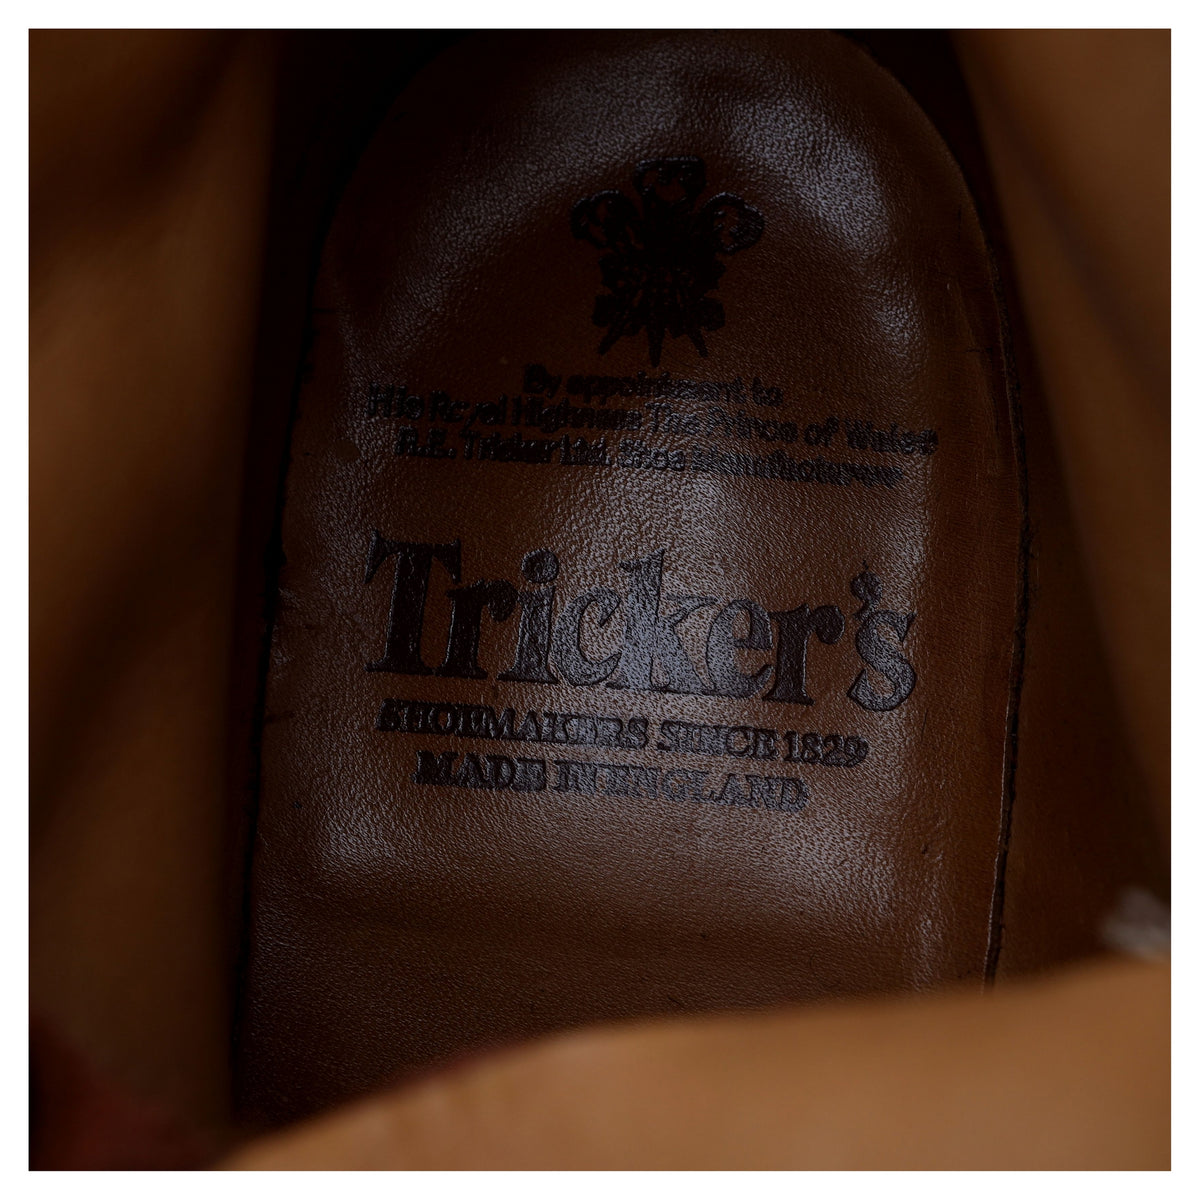 By appointment to
His Royal Highness The Prince of Wales
R.E. Tricker Ltd. Shoe Manufacturers
Tricker's
SHOEMAKERS SINCE 1829
MADE IN ENGLAND